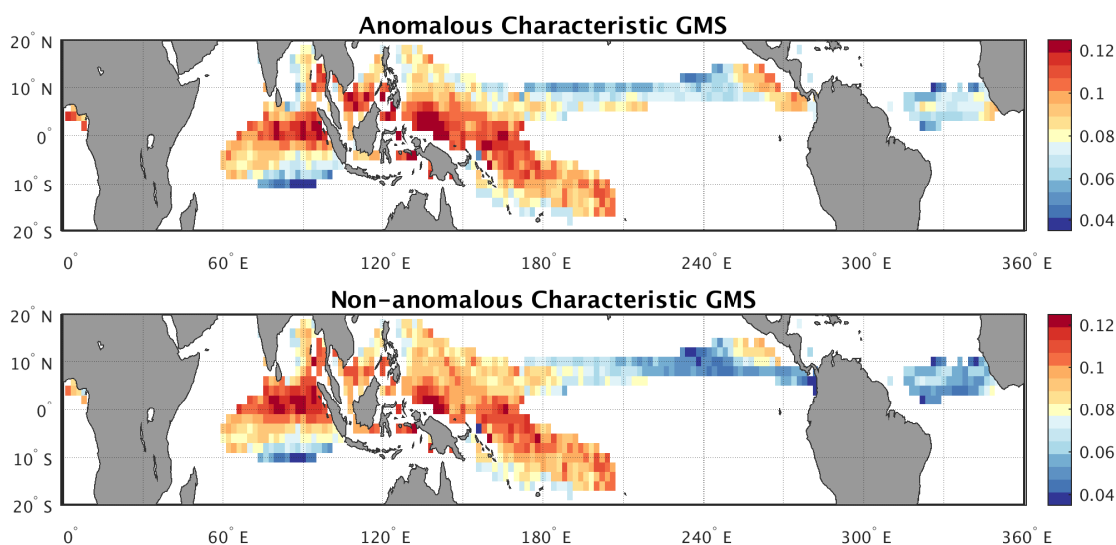 Anomalous Characteristic GMS
20° N
10° N
0°
10° S
20° S
0° 60° E 120° E 180° E 240° E 300° E 360° E
0.12
0.10
0.08
0.06
0.04
Non-anomalous Characteristic GMS
20° N
10° N
0°
10° S
20° S
0° 60° E 120° E 180° E 240° E 300° E 360° E
0.12
0.10
0.08
0.06
0.04